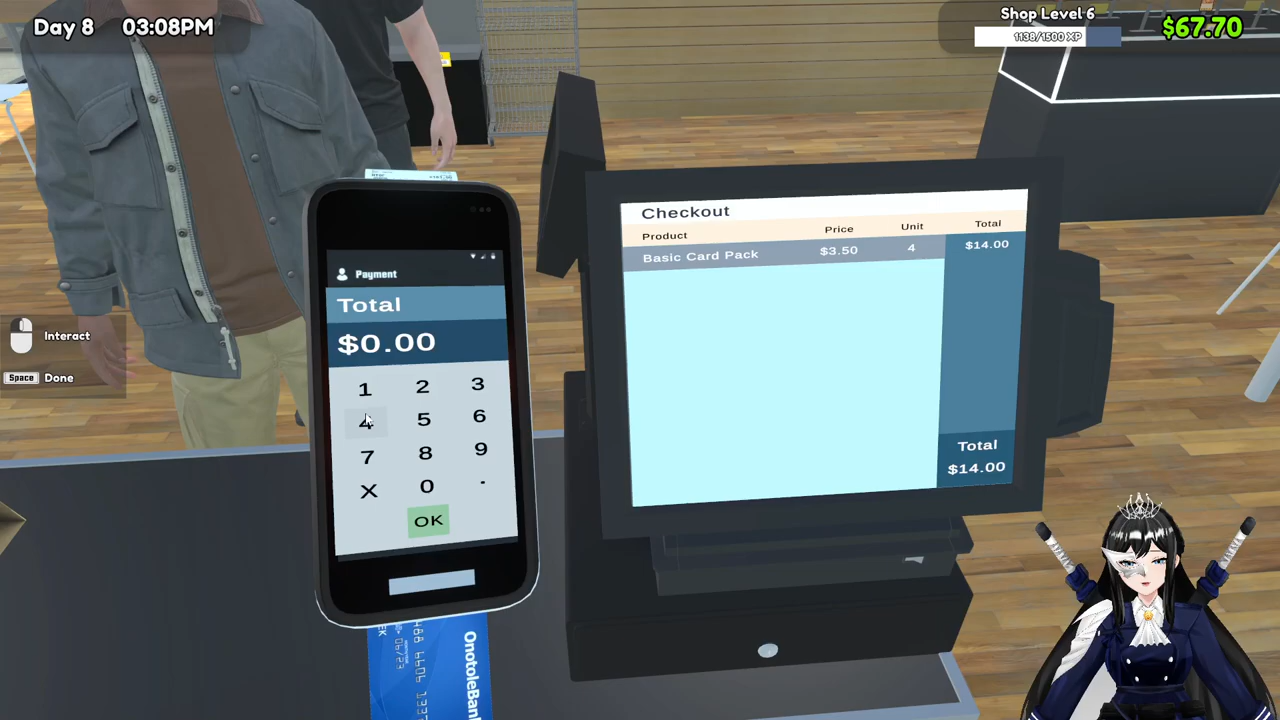 Day 8 03:08PM
Shop Level 6
1138/1500 XP
$67.70
Interact
Space Done
Payment
Total
$0.00
1 2 3
4 5 6
7 8 9
X 0 .
OK
Checkout
Product Price Unit Total
Basic Card Pack $3.50 4 $14.00
Total
$14.00
OnotoleBank